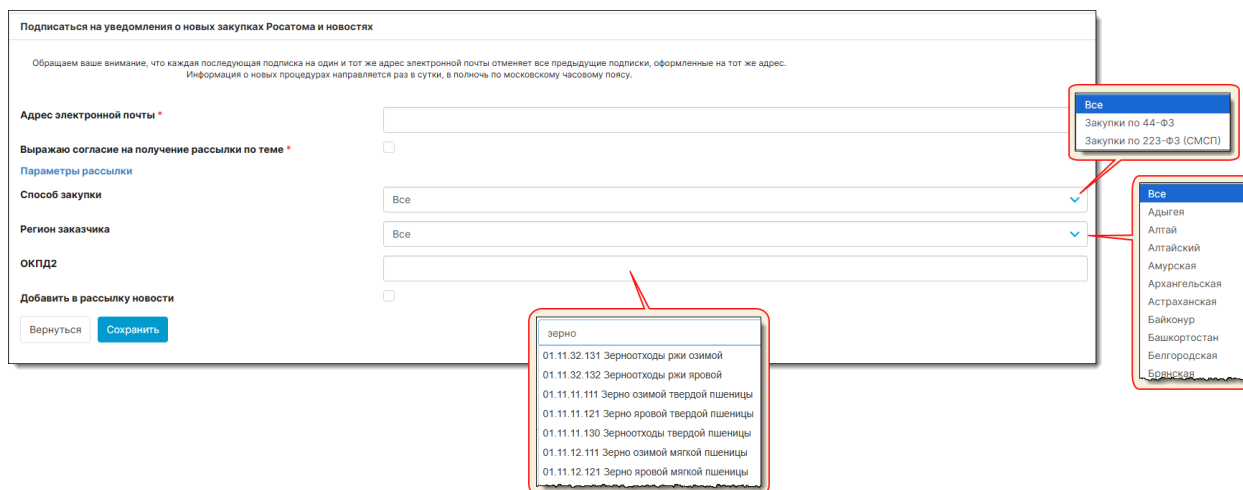 Подписаться на уведомления о новых закупках Росатома и новостях
Обращаем ваше внимание, что каждая последующая подписка на один и тот же адрес электронной почты отменяет все предыдущие подписки, оформленные на тот же адрес.
Информация о новых процедурах направляется раз в сутки, в полночь по московскому часовому поясу.
Адрес электронной почты *
Выражаю согласие на получение рассылки по теме *
Параметры рассылки
Способ закупки
Все
Регион заказчика
Все
ОКПД2
Добавить в рассылку новости
Вернуться
Сохранить
Все
Закупки по 44-ФЗ
Закупки по 223-ФЗ (СМСП)
Все
Адыгея
Алтай
Алтайский
Амурская
Архангельская
Астраханская
Байконур
Башкортостан
Белгородская
Брянская
зерно
01.11.32.131 Зерноотходы ржи озимой
01.11.32.132 Зерноотходы ржи яровой
01.11.11.111 Зерно озимой твердой пшеницы
01.11.11.121 Зерно яровой твердой пшеницы
01.11.11.130 Зерноотходы твердой пшеницы
01.11.12.111 Зерно озимой мягкой пшеницы
01.11.12.121 Зерно яровой мягкой пшеницы